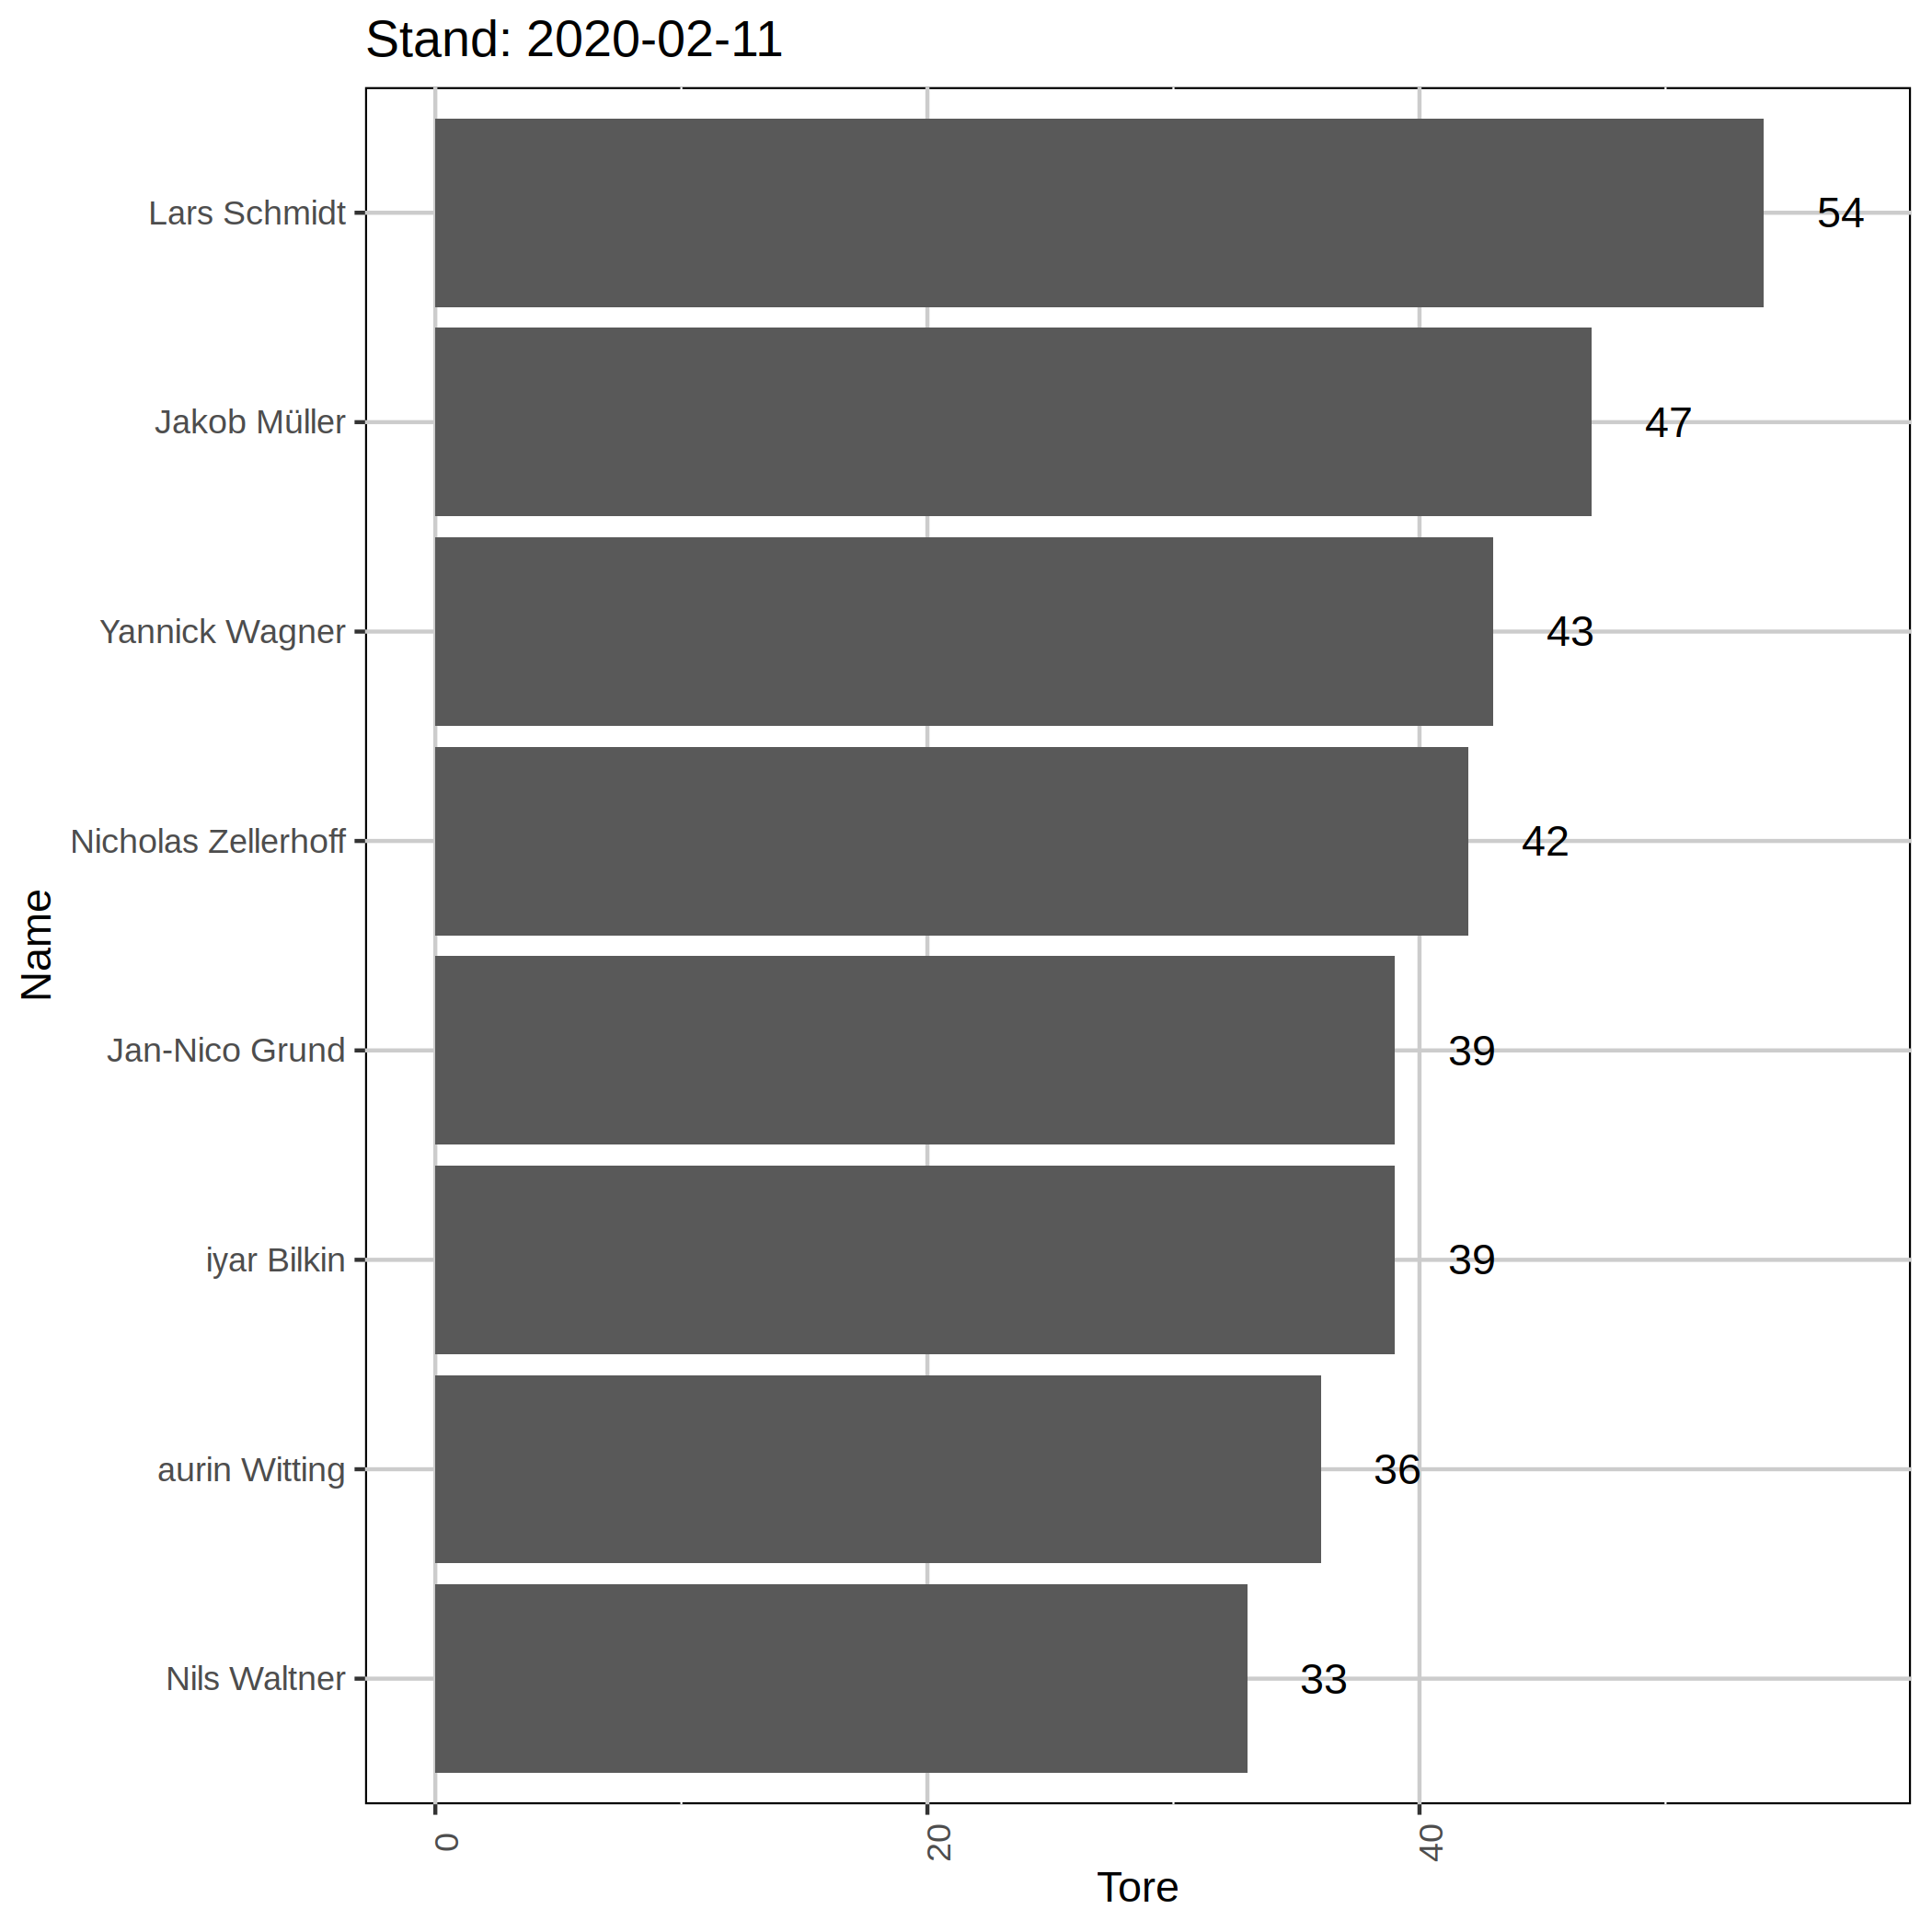 Stand: 2020-02-11
Lars Schmidt 54
Jakob Müller 47
Yannick Wagner 43
Nicholas Zellerhoff 42
Name
Jan-Nico Grund 39
iyar Bilkin 39
aurin Witting 36
Nils Waltner 33
0 20 40
Tore